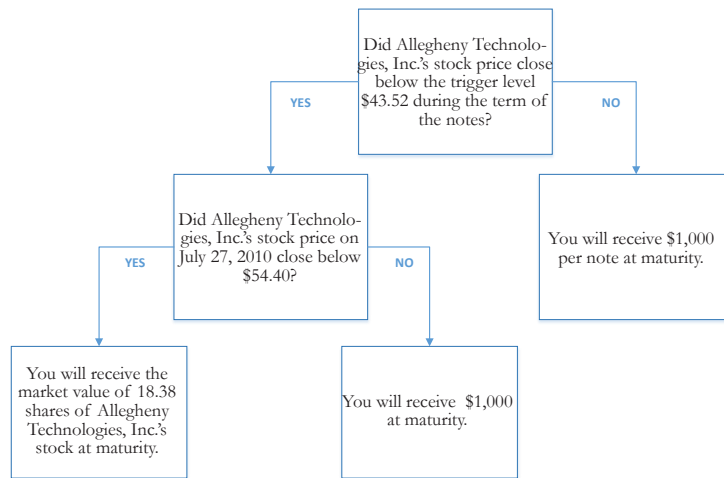 Did Allegheny Technolo-
gies, Inc.'s stock price close
below the trigger level
$43.52 during the term of
the notes?
YES
NO
Did Allegheny Technolo-
gies, Inc.'s stock price on
July 27, 2010 close below
$54.40?
You will receive $1,000
per note at maturity.
YES
NO
You will receive the
market value of 18.38
shares of Allegheny
Technologies, Inc.'s
stock at maturity.
You will receive $1,000
at maturity.